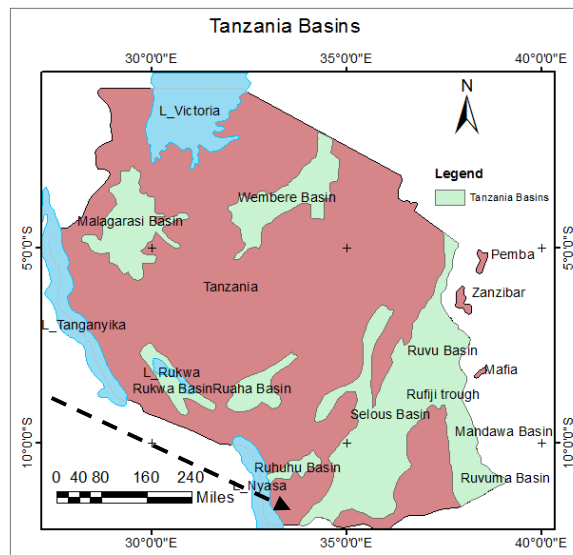 Tanzania Basins
30°0'0"E 35°0'0"E 40°0'0"E
N
L_Victoria
Legend
Tanzania Basins
Wembere Basin
Malagarasi Basin
5°0'0"S 5°0'0"S
Pemba
Tanzania
Zanzibar
L_Tanganyika
Ruvu Basin
L_Rukwa
Mafia
Rukwa Basin Ruaha Basin
Rufiji trough
Selous Basin
Mandawa Basin
10°0'0"S 10°0'0"S
Ruhuhu Basin
Ruvuma Basin
0 40 80 160 240
L_Nyasa
Miles
30°0'0"E 35°0'0"E 40°0'0"E